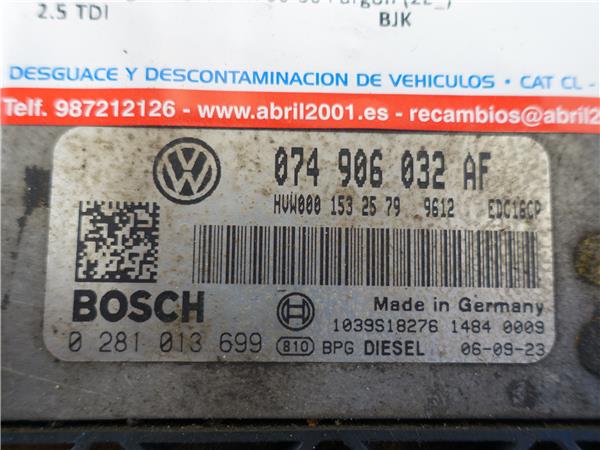 2.5 TDI BJK
DESGUACE Y DESCONTAMINACION DE VEHICULOS • CAT CL -
Telf. 987212126 - www.abril2001.es - recambios@abril2
074 906 032 AF
HVW000 153 25 79 9612 EDC16CP
BOSCH
Made in Germany
1039S18276 1484 0009
0 281 013 699 810 BPG DIESEL 06-09-23